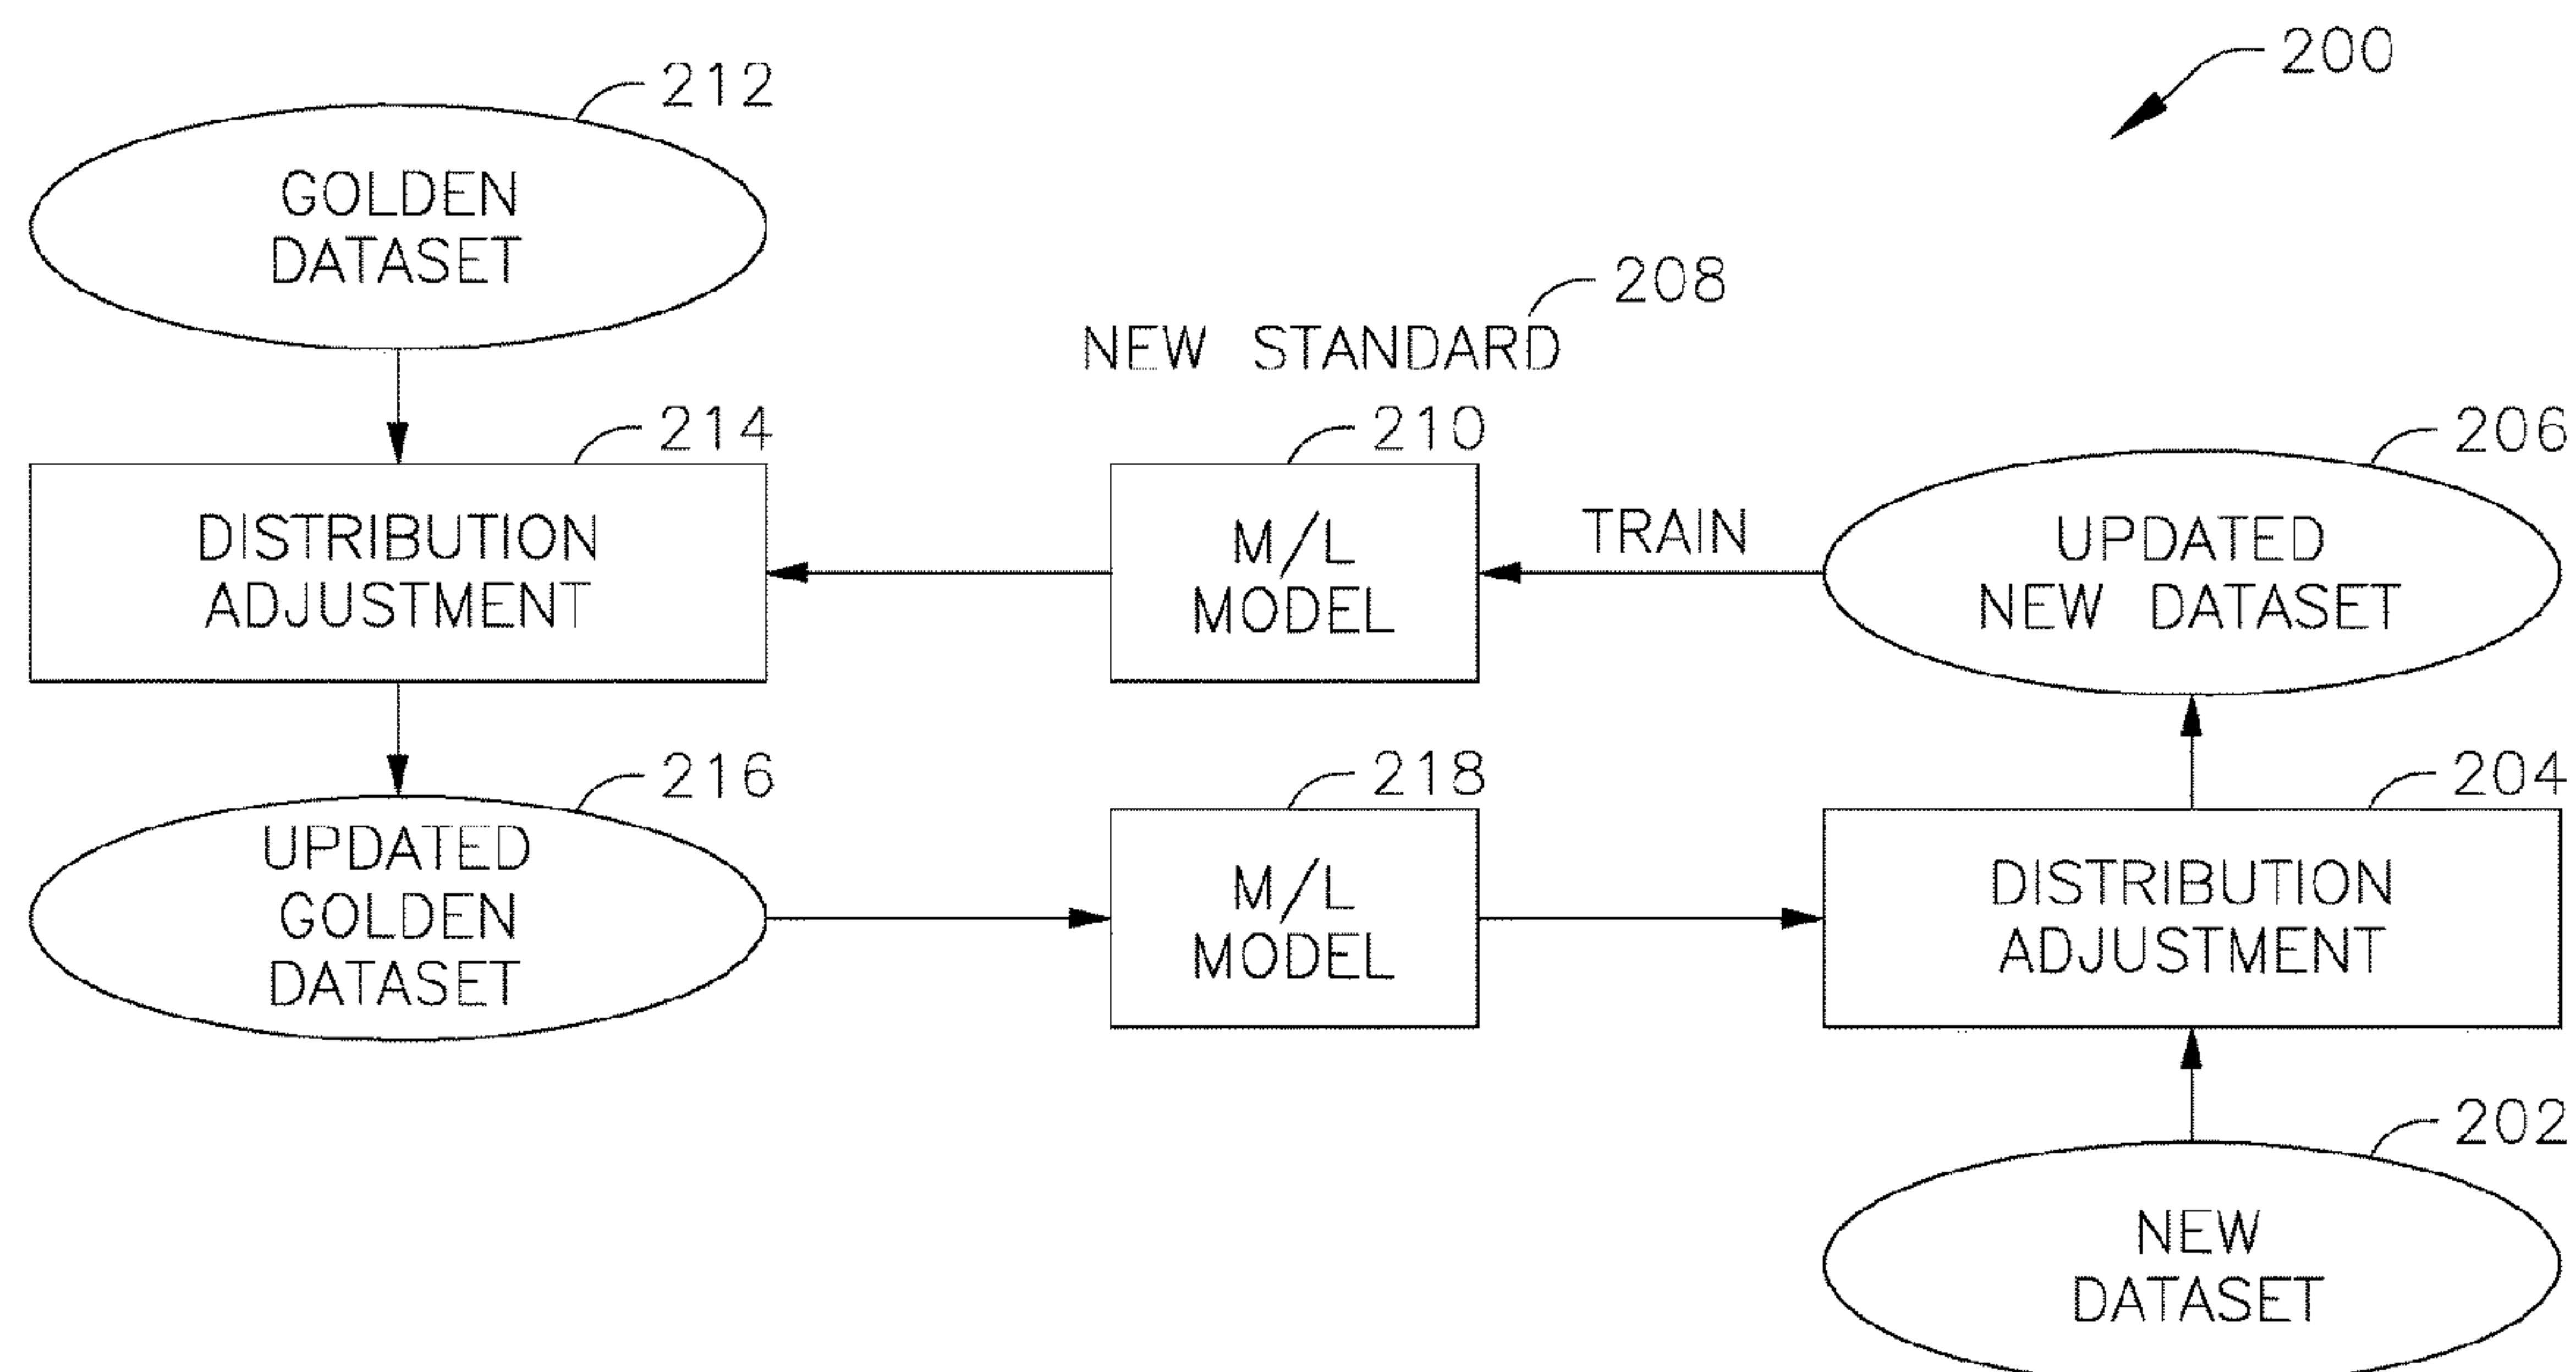 200
212
GOLDEN
DATASET
208
NEW STANDARD
214
DISTRIBUTION
ADJUSTMENT
210
M/L
MODEL
TRAIN
206
UPDATED
NEW DATASET
216
UPDATED
GOLDEN
DATASET
218
M/L
MODEL
204
DISTRIBUTION
ADJUSTMENT
202
NEW
DATASET